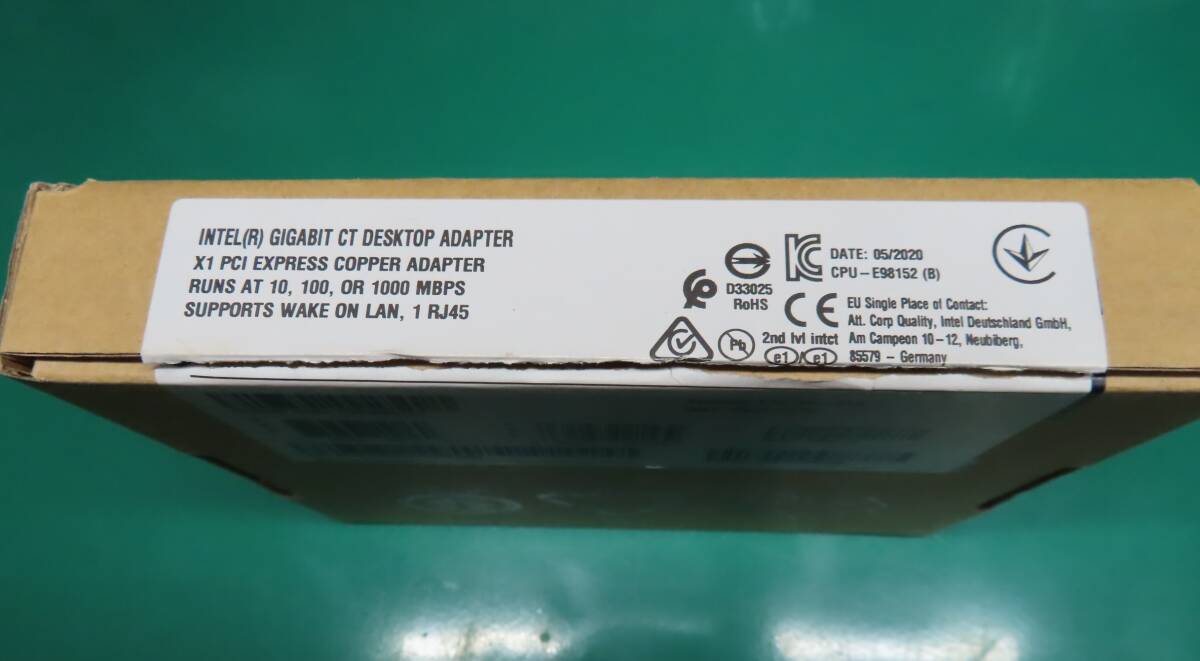 INTEL(R) GIGABIT CT DESKTOP ADAPTER
X1 PCI EXPRESS COPPER ADAPTER
RUNS AT 10, 100, OR 1000 MBPS
SUPPORTS WAKE ON LAN, 1 RJ45
D33025
RoHS
Pb
2nd lvl intct
e1 / e1
DATE: 05/2020
CPU-E98152 (B)
CE
EU Single Place of Contact:
Att. Corp Quality, Intel Deutschland GmbH,
Am Campeon 10-12, Neubiberg,
85579 - Germany